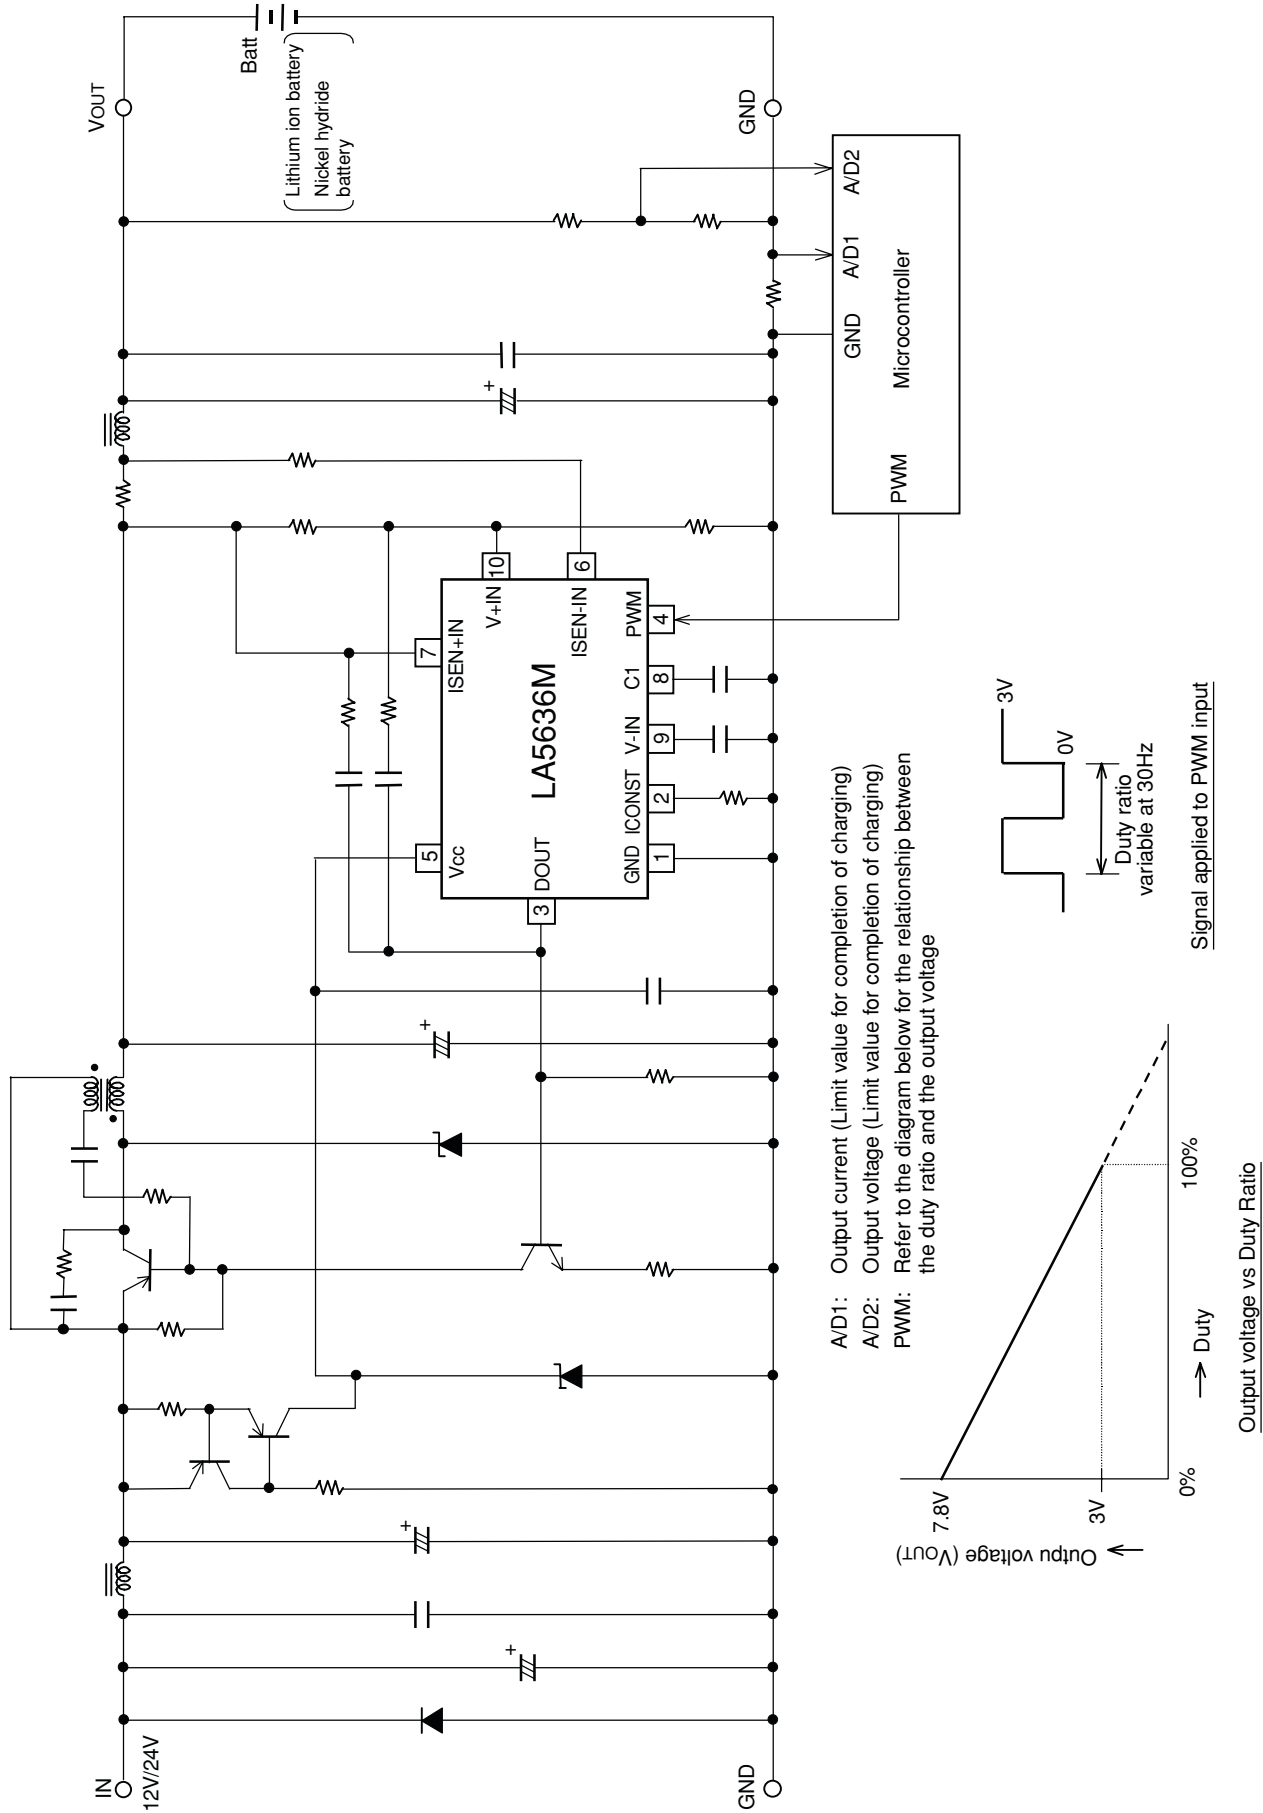 IN
12V/24V
GND
VOUT
GND
Batt
Lithium ion battery
Nickel hydride
battery
LA5636M
5
VCC
7
ISEN+IN
10
V+IN
6
ISEN-IN
3
DOUT
1
GND
2
ICONST
9
V-IN
8
C1
4
PWM
+
+
+
+
+
PWM
GND
A/D1
A/D2
Microcontroller
A/D1: Output current (Limit value for completion of charging)
A/D2: Output voltage (Limit value for completion of charging)
PWM: Refer to the diagram below for the relationship between
the duty ratio and the output voltage
Outpu voltage (VOUT)
7.8V
3V
0%
100%
Duty
Output voltage vs Duty Ratio
3V
0V
Duty ratio
variable at 30Hz
Signal applied to PWM input